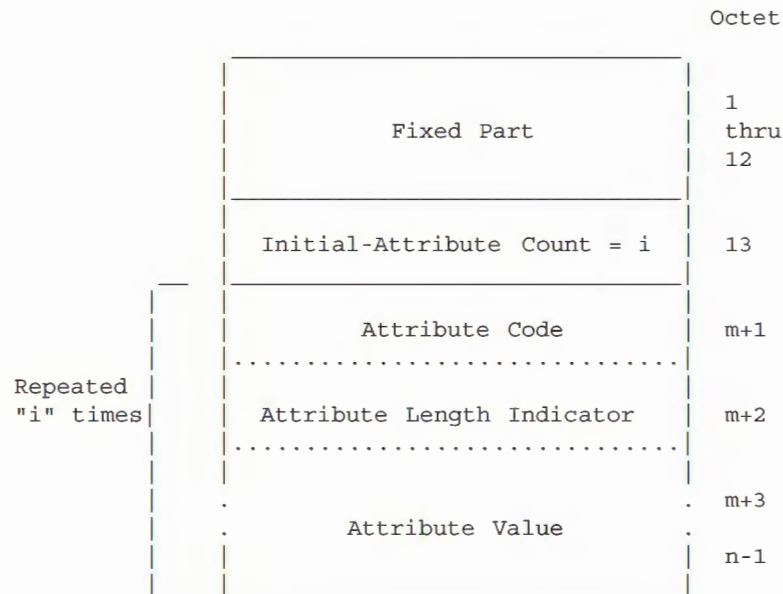 Octet
1
Fixed Part thru
12
Initial-Attribute Count = i 13
Attribute Code m+1
Repeated
"i" times Attribute Length Indicator m+2
m+3
Attribute Value
n-1